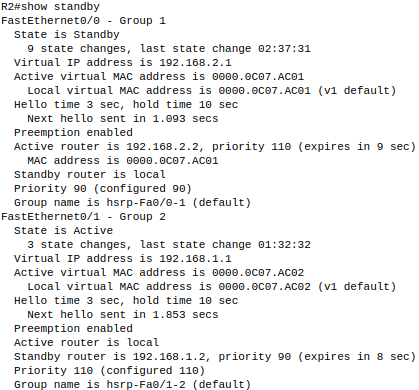 R2#show standby
FastEthernet0/0 - Group 1
  State is Standby
    9 state changes, last state change 02:37:31
  Virtual IP address is 192.168.2.1
  Active virtual MAC address is 0000.0C07.AC01
    Local virtual MAC address is 0000.0C07.AC01 (v1 default)
  Hello time 3 sec, hold time 10 sec
    Next hello sent in 1.093 secs
  Preemption enabled
  Active router is 192.168.2.2, priority 110 (expires in 9 sec)
    MAC address is 0000.0C07.AC01
  Standby router is local
  Priority 90 (configured 90)
  Group name is hsrp-Fa0/0-1 (default)
FastEthernet0/1 - Group 2
  State is Active
    3 state changes, last state change 01:32:32
  Virtual IP address is 192.168.1.1
  Active virtual MAC address is 0000.0C07.AC02
    Local virtual MAC address is 0000.0C07.AC02 (v1 default)
  Hello time 3 sec, hold time 10 sec
    Next hello sent in 1.853 secs
  Preemption enabled
  Active router is local
  Standby router is 192.168.1.2, priority 90 (expires in 8 sec)
  Priority 110 (configured 110)
  Group name is hsrp-Fa0/1-2 (default)